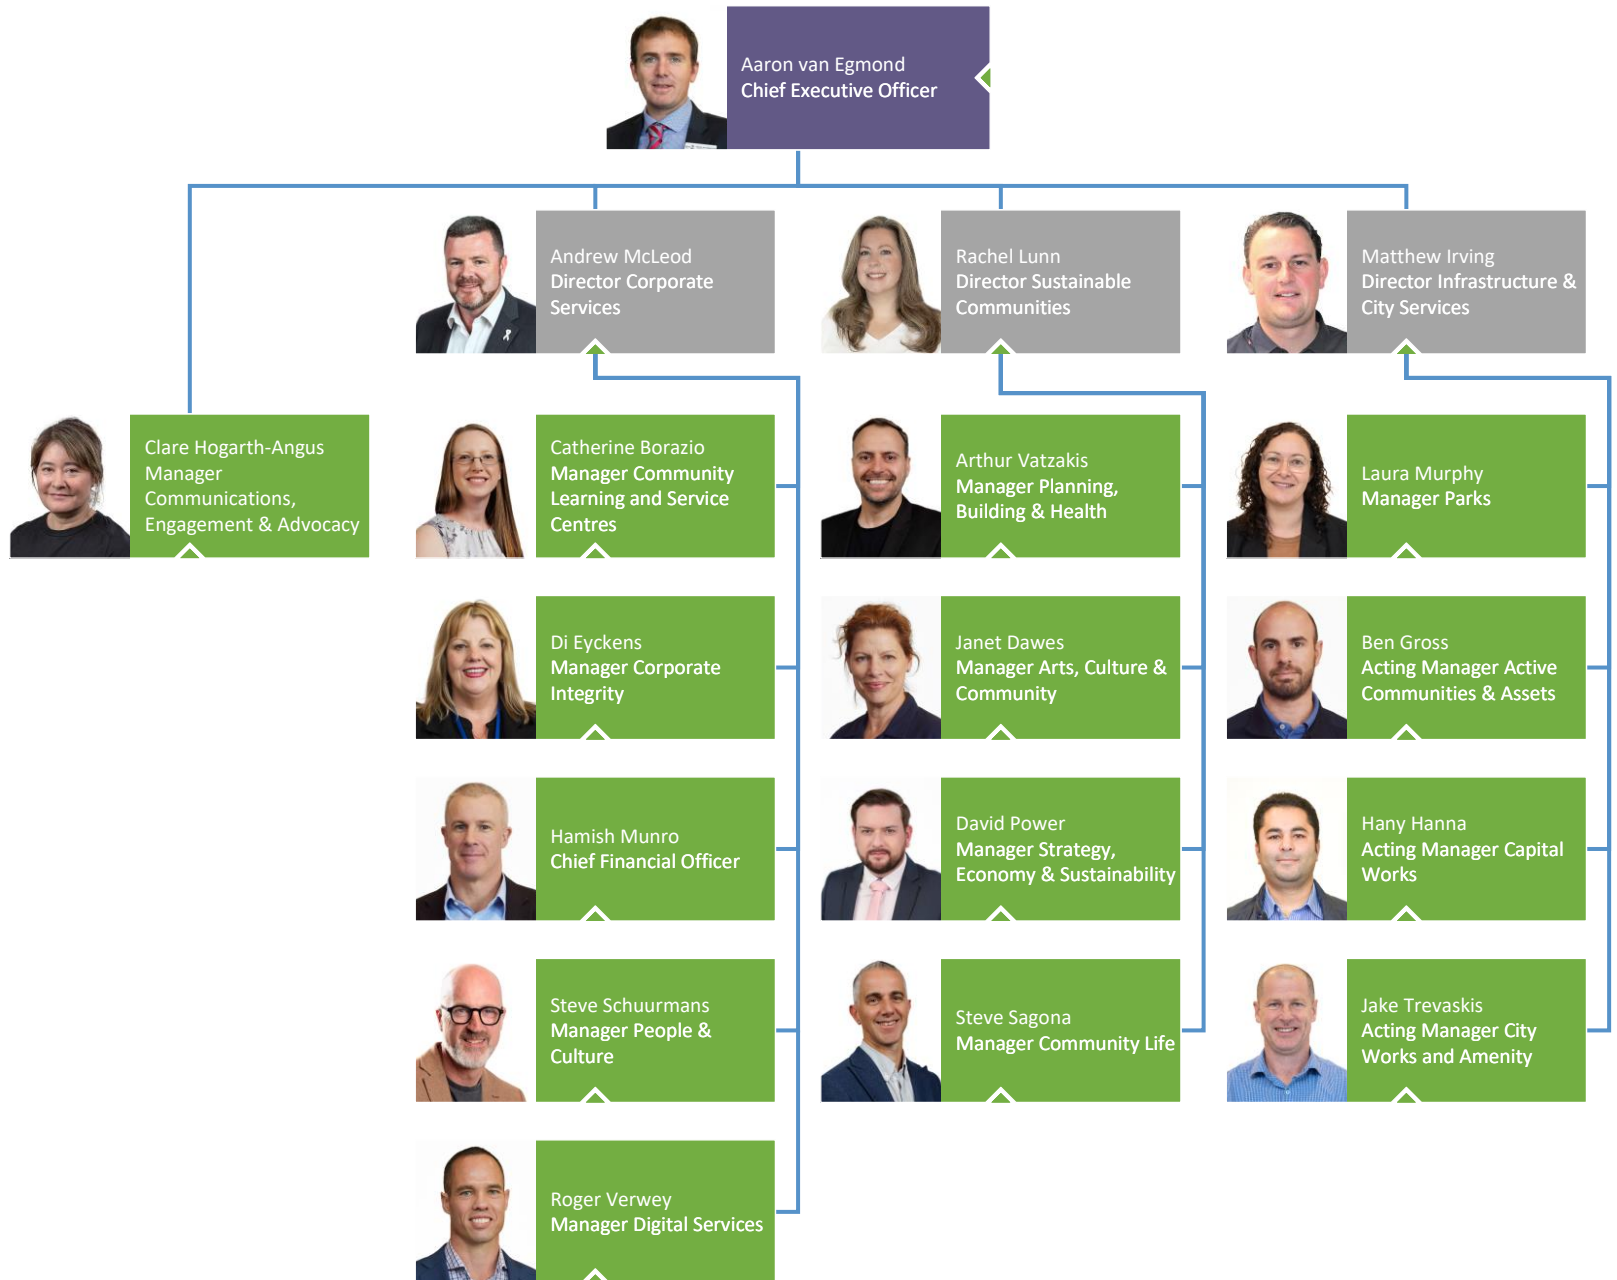 Aaron van Egmond
Chief Executive Officer
Andrew McLeod
Director Corporate
Services
Rachel Lunn
Director Sustainable
Communities
Matthew Irving
Director Infrastructure &
City Services
Clare Hogarth-Angus
Manager
Communications,
Engagement & Advocacy
Catherine Borazio
Manager Community
Learning and Service
Centres
Arthur Vatzakis
Manager Planning,
Building & Health
Laura Murphy
Manager Parks
Di Eyckens
Manager Corporate
Integrity
Janet Dawes
Manager Arts, Culture &
Community
Ben Gross
Acting Manager Active
Communities & Assets
Hamish Munro
Chief Financial Officer
David Power
Manager Strategy,
Economy & Sustainability
Hany Hanna
Acting Manager Capital
Works
Steve Schuurmans
Manager People &
Culture
Steve Sagona
Manager Community Life
Jake Trevaskis
Acting Manager City
Works and Amenity
Roger Verwey
Manager Digital Services